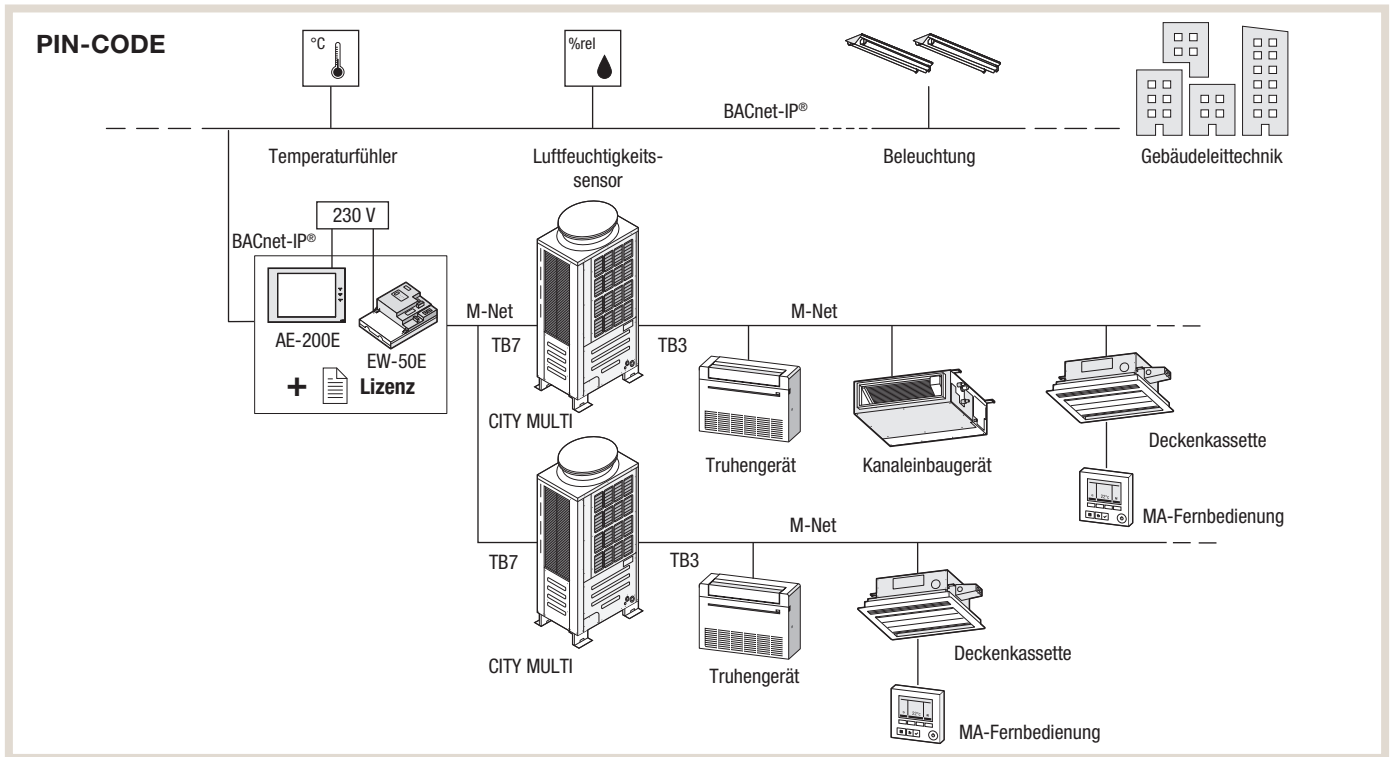 PIN-CODE
°C
%rel
BACnet-IP®
Temperaturfühler
Luftfeuchtigkeits-
sensor
Beleuchtung
Gebäudeleittechnik
230 V
BACnet-IP®
AE-200E
EW-50E
+ Lizenz
M-Net
TB7
TB3
M-Net
CITY MULTI
Truhengerät
Kanaleinbaugerät
Deckenkassette
MA-Fernbedienung
M-Net
TB7
TB3
CITY MULTI
Truhengerät
Deckenkassette
MA-Fernbedienung